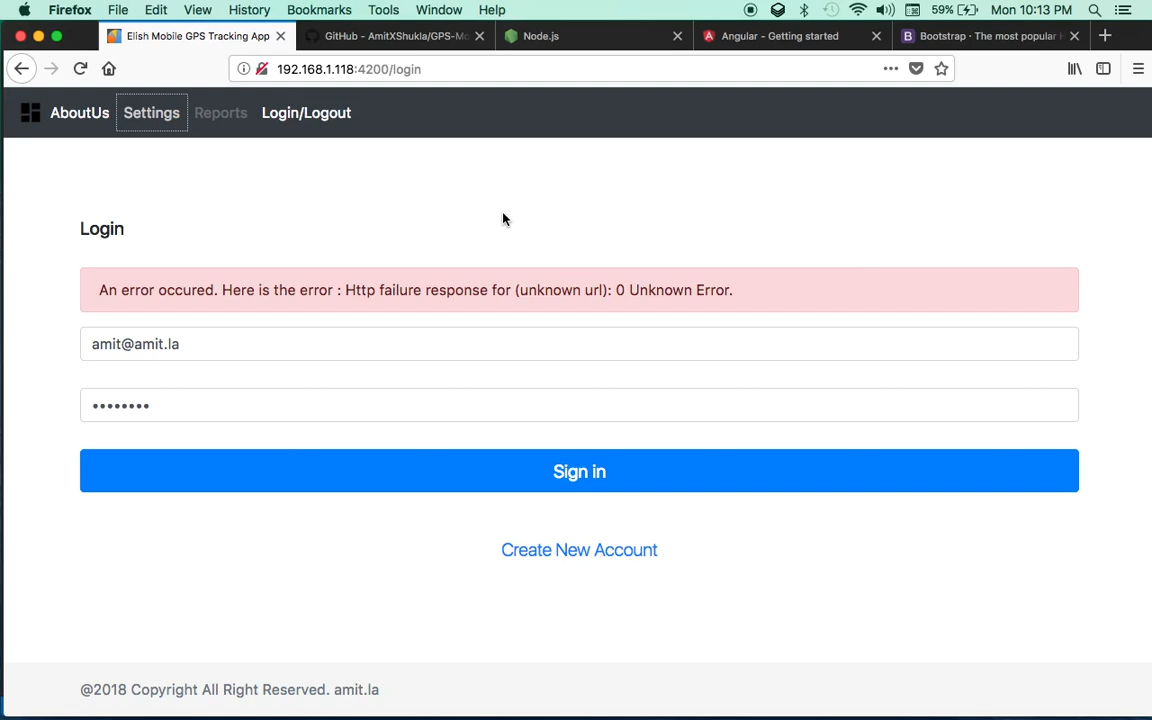 Firefox File Edit View History Bookmarks Tools Window Help 59% Mon 10:13 PM
Elish Mobile GPS Tracking App GitHub - AmitXShukla/GPS-Mo Node.js Angular - Getting started Bootstrap · The most popular
192.168.1.118:4200/login
AboutUs Settings Reports Login/Logout
Login
An error occured. Here is the error : Http failure response for (unknown url): 0 Unknown Error.
amit@amit.la
••••••••
Sign in
Create New Account
@2018 Copyright All Right Reserved. amit.la